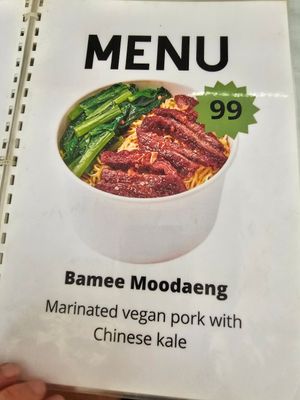 MENU
99
Bamee Moodaeng
Marinated vegan pork with
Chinese kale